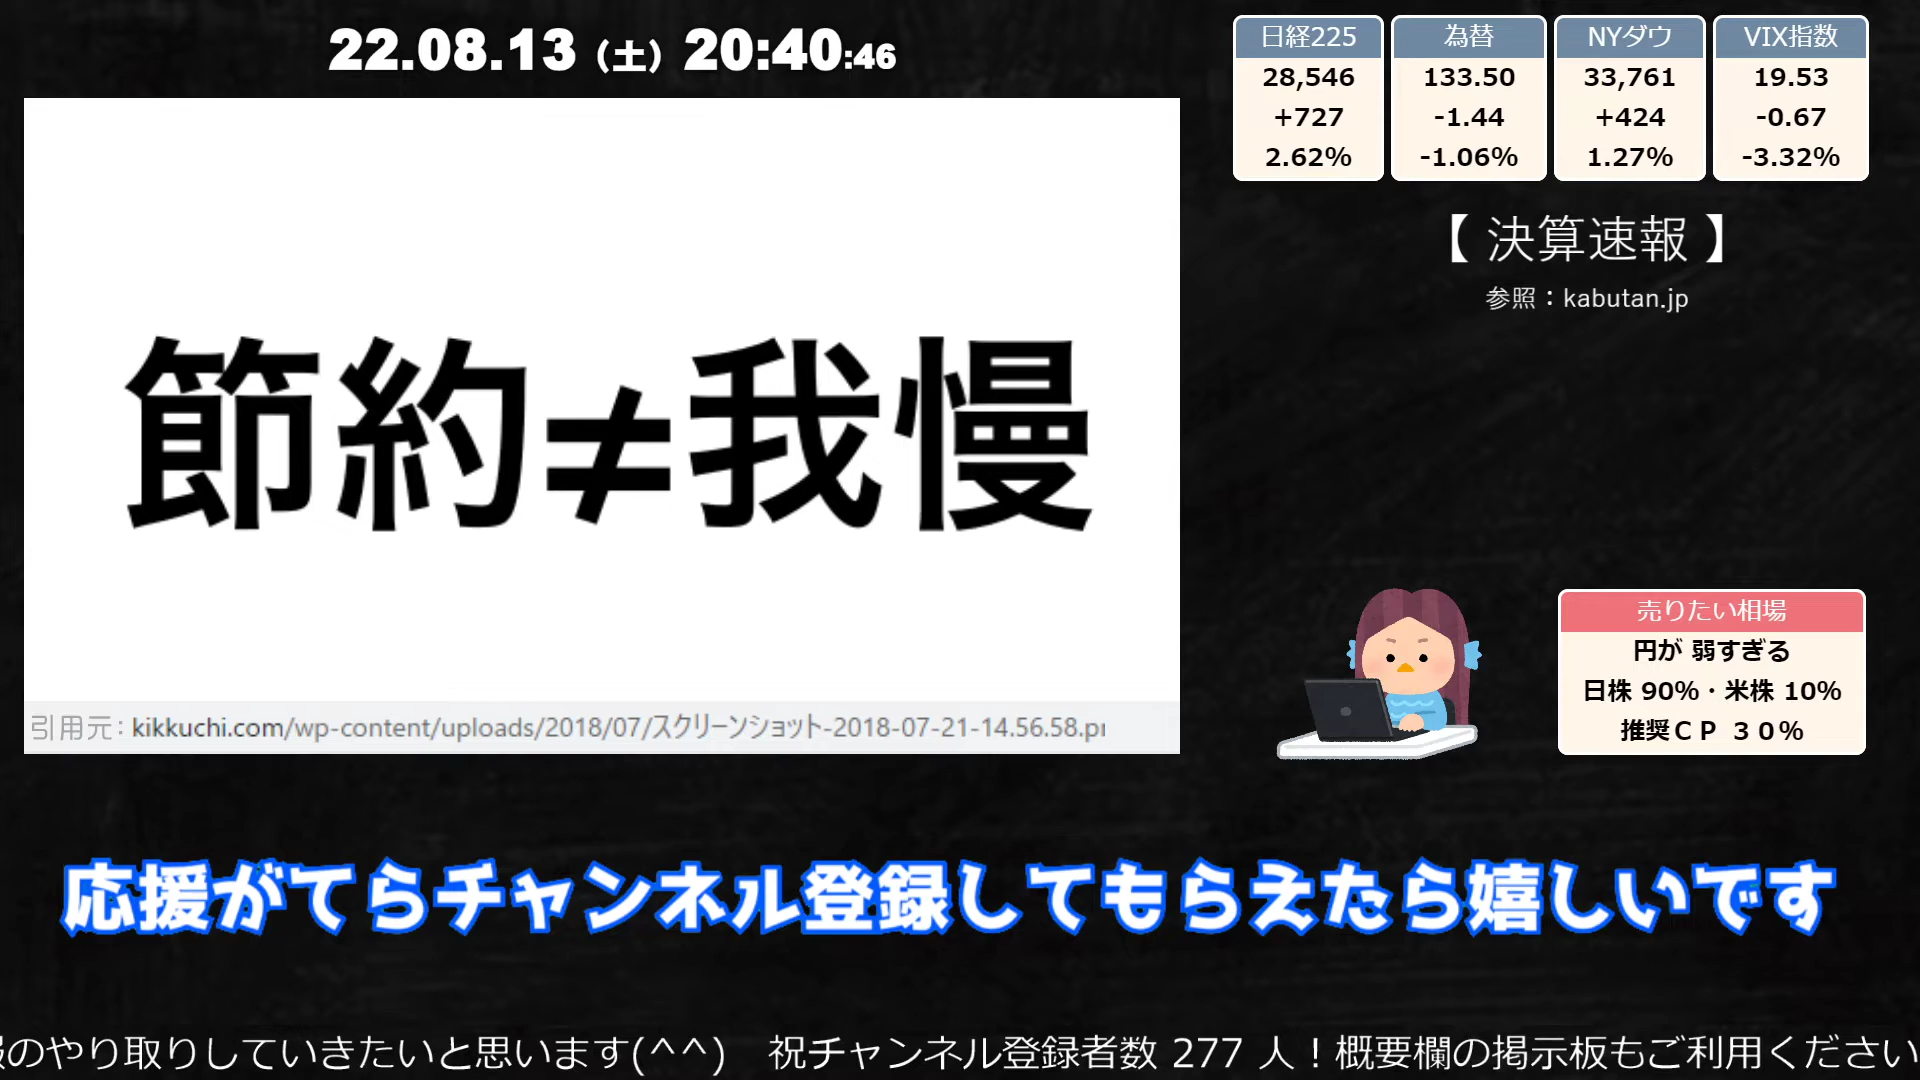 22.08.13（土）20:40:46
日経225
28,546
+727
2.62%
為替
133.50
-1.44
-1.06%
NYダウ
33,761
+424
1.27%
VIX指数
19.53
-0.67
-3.32%
【 決算速報 】
参照：kabutan.jp
節約≠我慢
引用元：kikkuchi.com/wp-content/uploads/2018/07/スクリーンショット-2018-07-21-14.56.58.p
売りたい相場
円が 弱すぎる
日株 90%・米株 10%
推奨ＣＰ ３０％
応援がてらチャンネル登録してもらえたら嬉しいです
のやり取りしていきたいと思います(^^)　祝チャンネル登録者数 277 人！概要欄の掲示板もご利用ください